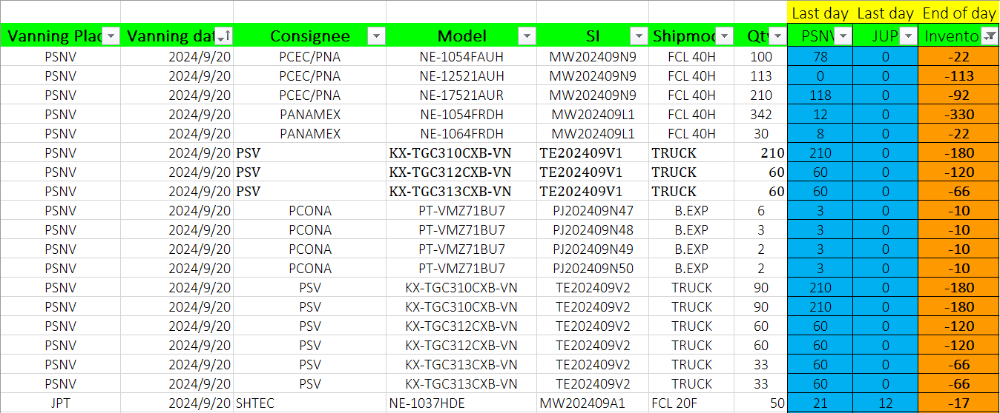 Last day Last day End of day
Vanning Plac Vanning dat Consignee Model SI Shipmod Qty PSNV JUP Invento
PSNV 2024/9/20 PCEC/PNA NE-1054FAUH MW202409N9 FCL 40H 100 78 0 -22
PSNV 2024/9/20 PCEC/PNA NE-12521AUH MW202409N9 FCL 40H 113 0 0 -113
PSNV 2024/9/20 PCEC/PNA NE-17521AUR MW202409N9 FCL 40H 210 118 0 -92
PSNV 2024/9/20 PANAMEX NE-1054FRDH MW202409L1 FCL 40H 342 12 0 -330
PSNV 2024/9/20 PANAMEX NE-1064FRDH MW202409L1 FCL 40H 30 8 0 -22
PSNV 2024/9/20 PSV KX-TGC310CXB-VN TE202409V1 TRUCK 210 210 0 -180
PSNV 2024/9/20 PSV KX-TGC312CXB-VN TE202409V1 TRUCK 60 60 0 -120
PSNV 2024/9/20 PSV KX-TGC313CXB-VN TE202409V1 TRUCK 60 60 0 -66
PSNV 2024/9/20 PCONA PT-VMZ71BU7 PJ202409N47 B.EXP 6 3 0 -10
PSNV 2024/9/20 PCONA PT-VMZ71BU7 PJ202409N48 B.EXP 3 3 0 -10
PSNV 2024/9/20 PCONA PT-VMZ71BU7 PJ202409N49 B.EXP 2 3 0 -10
PSNV 2024/9/20 PCONA PT-VMZ71BU7 PJ202409N50 B.EXP 2 3 0 -10
PSNV 2024/9/20 PSV KX-TGC310CXB-VN TE202409V2 TRUCK 90 210 0 -180
PSNV 2024/9/20 PSV KX-TGC310CXB-VN TE202409V2 TRUCK 90 210 0 -180
PSNV 2024/9/20 PSV KX-TGC312CXB-VN TE202409V2 TRUCK 60 60 0 -120
PSNV 2024/9/20 PSV KX-TGC312CXB-VN TE202409V2 TRUCK 60 60 0 -120
PSNV 2024/9/20 PSV KX-TGC313CXB-VN TE202409V2 TRUCK 33 60 0 -66
PSNV 2024/9/20 PSV KX-TGC313CXB-VN TE202409V2 TRUCK 33 60 0 -66
JPT 2024/9/20 SHTEC NE-1037HDE MW202409A1 FCL 20F 50 21 12 -17